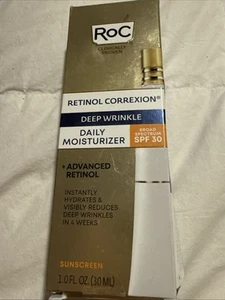 RoC
CLINICALLY
PROVEN
RETINOL CORREXION®
DEEP WRINKLE
DAILY
MOISTURIZER
BROAD
SPECTRUM
SPF 30
+ ADVANCED
RETINOL
INSTANTLY
HYDRATES &
VISIBLY REDUCES
DEEP WRINKLES
IN 4 WEEKS
SUNSCREEN
1.0 FL. OZ. (30 ML)